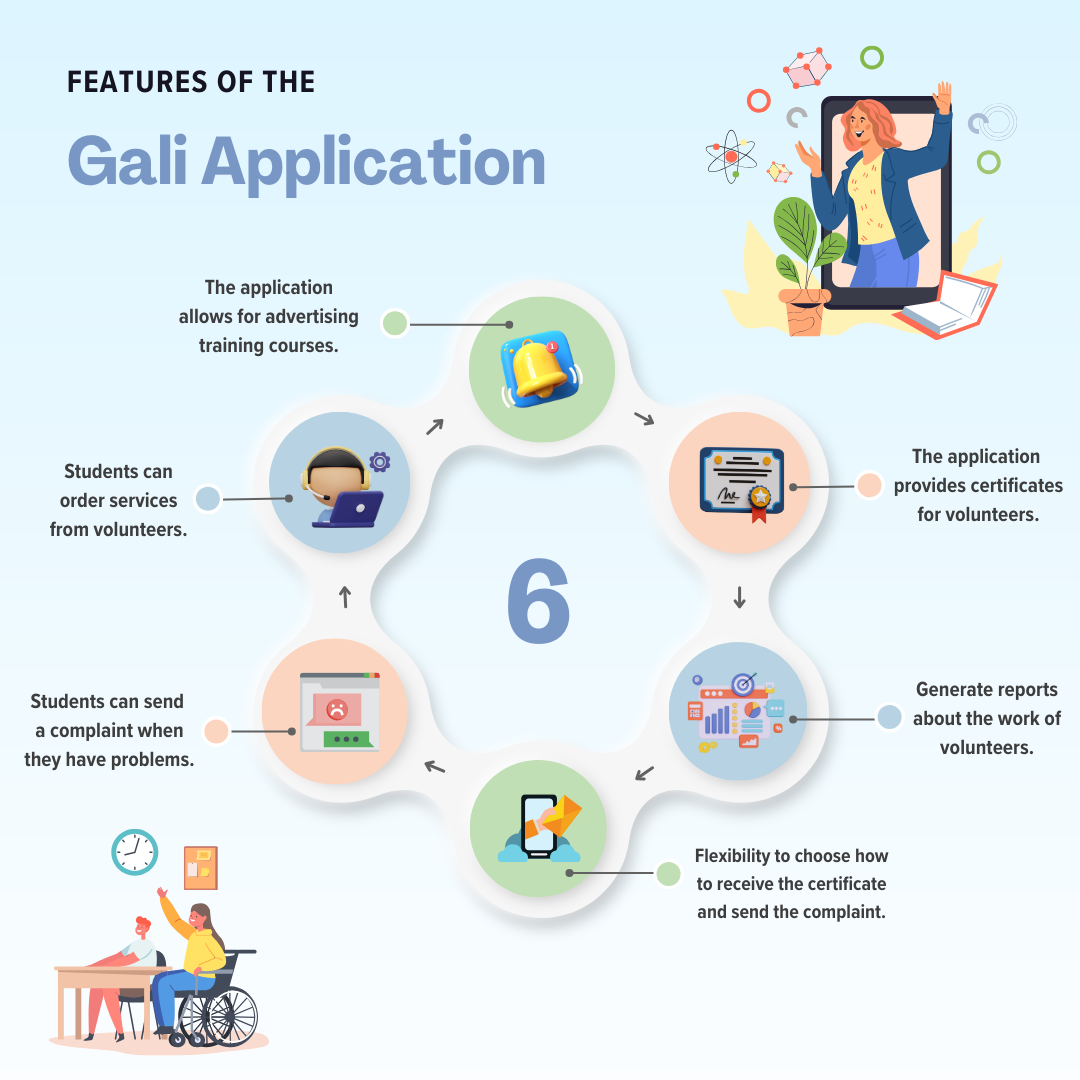 FEATURES OF THE
Gali Application
The application
allows for advertising
training courses.
The application
provides certificates
for volunteers.
Generate reports
about the work of
volunteers.
Flexibility to choose how
to receive the certificate
and send the complaint.
Students can send
a complaint when
they have problems.
Students can
order services
from volunteers.
6
1